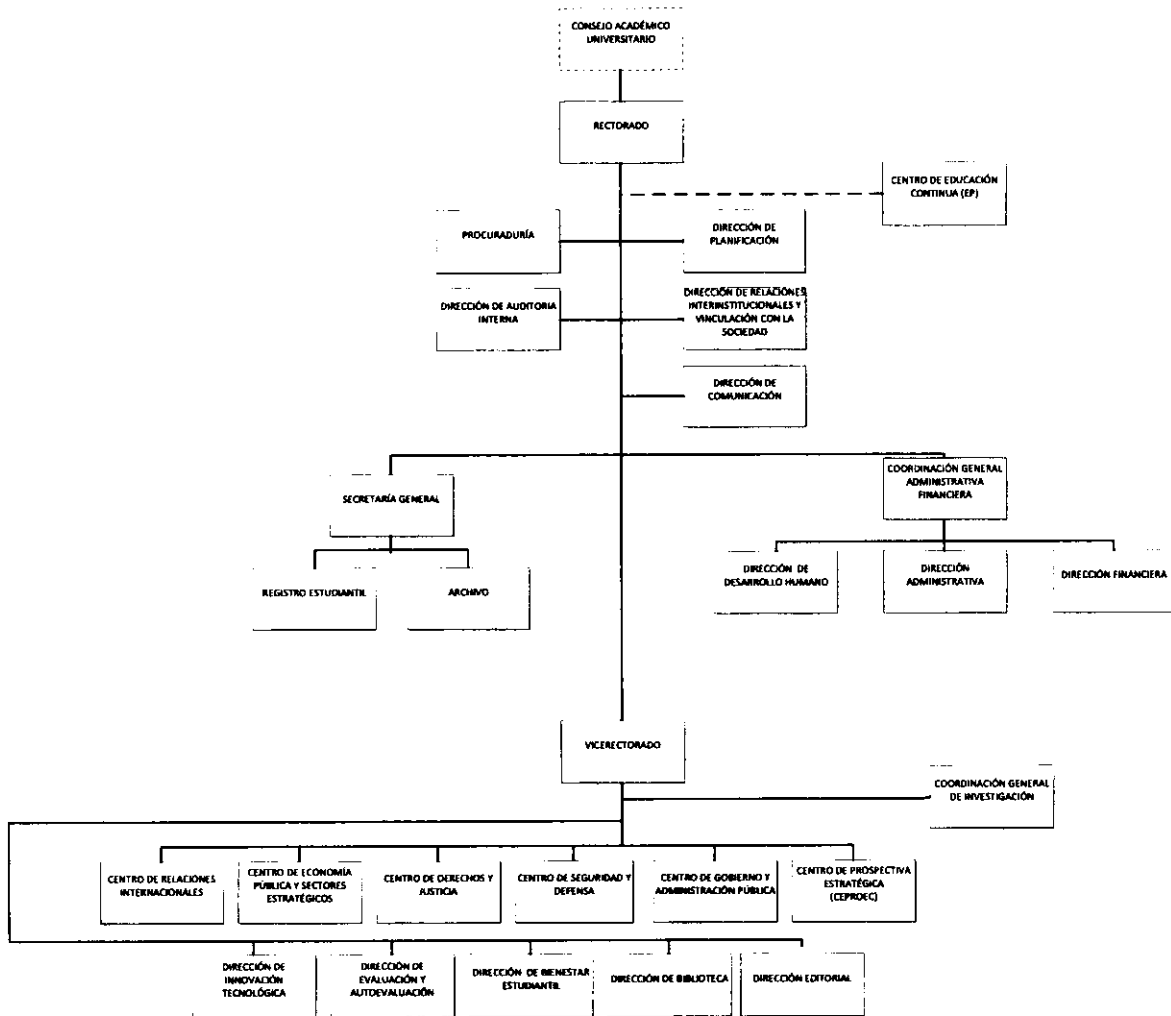 CONSEJO ACADÉMICO
UNIVERSITARIO
RECTORADO
CENTRO DE EDUCACIÓN
CONTINUA (EP)
PROCURADURÍA
DIRECCIÓN DE
PLANIFICACIÓN
DIRECCIÓN DE AUDITORIA
INTERNA
DIRECCIÓN DE RELACIONES
INTERINSTITUCIONALES Y
VINCULACIÓN CON LA
SOCIEDAD
DIRECCIÓN DE
COMUNICACIÓN
SECRETARÍA GENERAL
COORDINACIÓN GENERAL
ADMINISTRATIVA
FINANCIERA
REGISTRO ESTUDIANTIL
ARCHIVO
DIRECCIÓN DE
DESARROLLO HUMANO
DIRECCIÓN
ADMINISTRATIVA
DIRECCIÓN FINANCIERA
VICERECTORADO
COORDINACIÓN GENERAL
DE INVESTIGACIÓN
CENTRO DE RELACIONES
INTERNACIONALES
CENTRO DE ECONOMÍA
PÚBLICA Y SECTORES
ESTRATÉGICOS
CENTRO DE DERECHOS Y
JUSTICIA
CENTRO DE SEGURIDAD Y
DEFENSA
CENTRO DE GOBIERNO Y
ADMINISTRACIÓN PÚBLICA
CENTRO DE PROSPECTIVA
ESTRATÉGICA
(CEPROEC)
DIRECCIÓN DE
INNOVACIÓN
TECNOLÓGICA
DIRECCIÓN DE
EVALUACIÓN Y
AUTOEVALUACIÓN
DIRECCIÓN DE BIENESTAR
ESTUDIANTIL
DIRECCIÓN DE BIBLIOTECA
DIRECCIÓN EDITORIAL